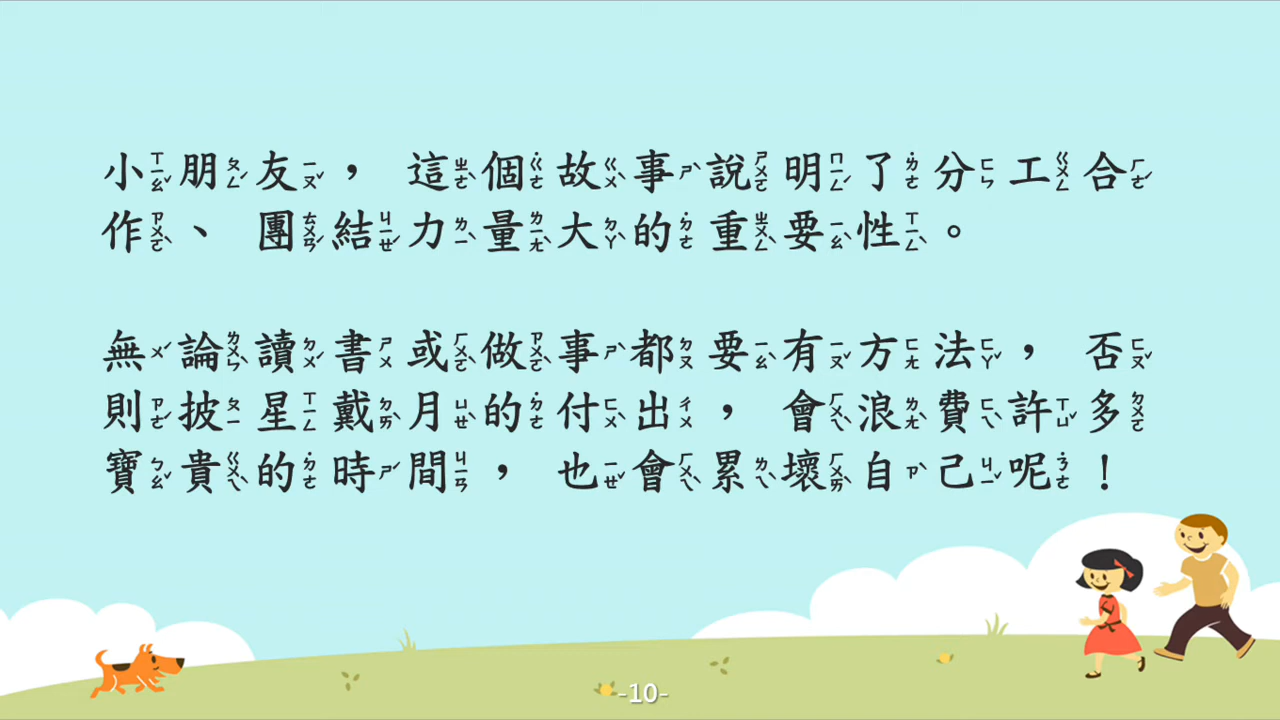 小朋友，這個故事說明了分工合
作、團結力量大的重要性。
無論讀書或做事都要有方法，否
則披星戴月的付出，會浪費許多
寶貴的時間，也會累壞自己呢！
-10-